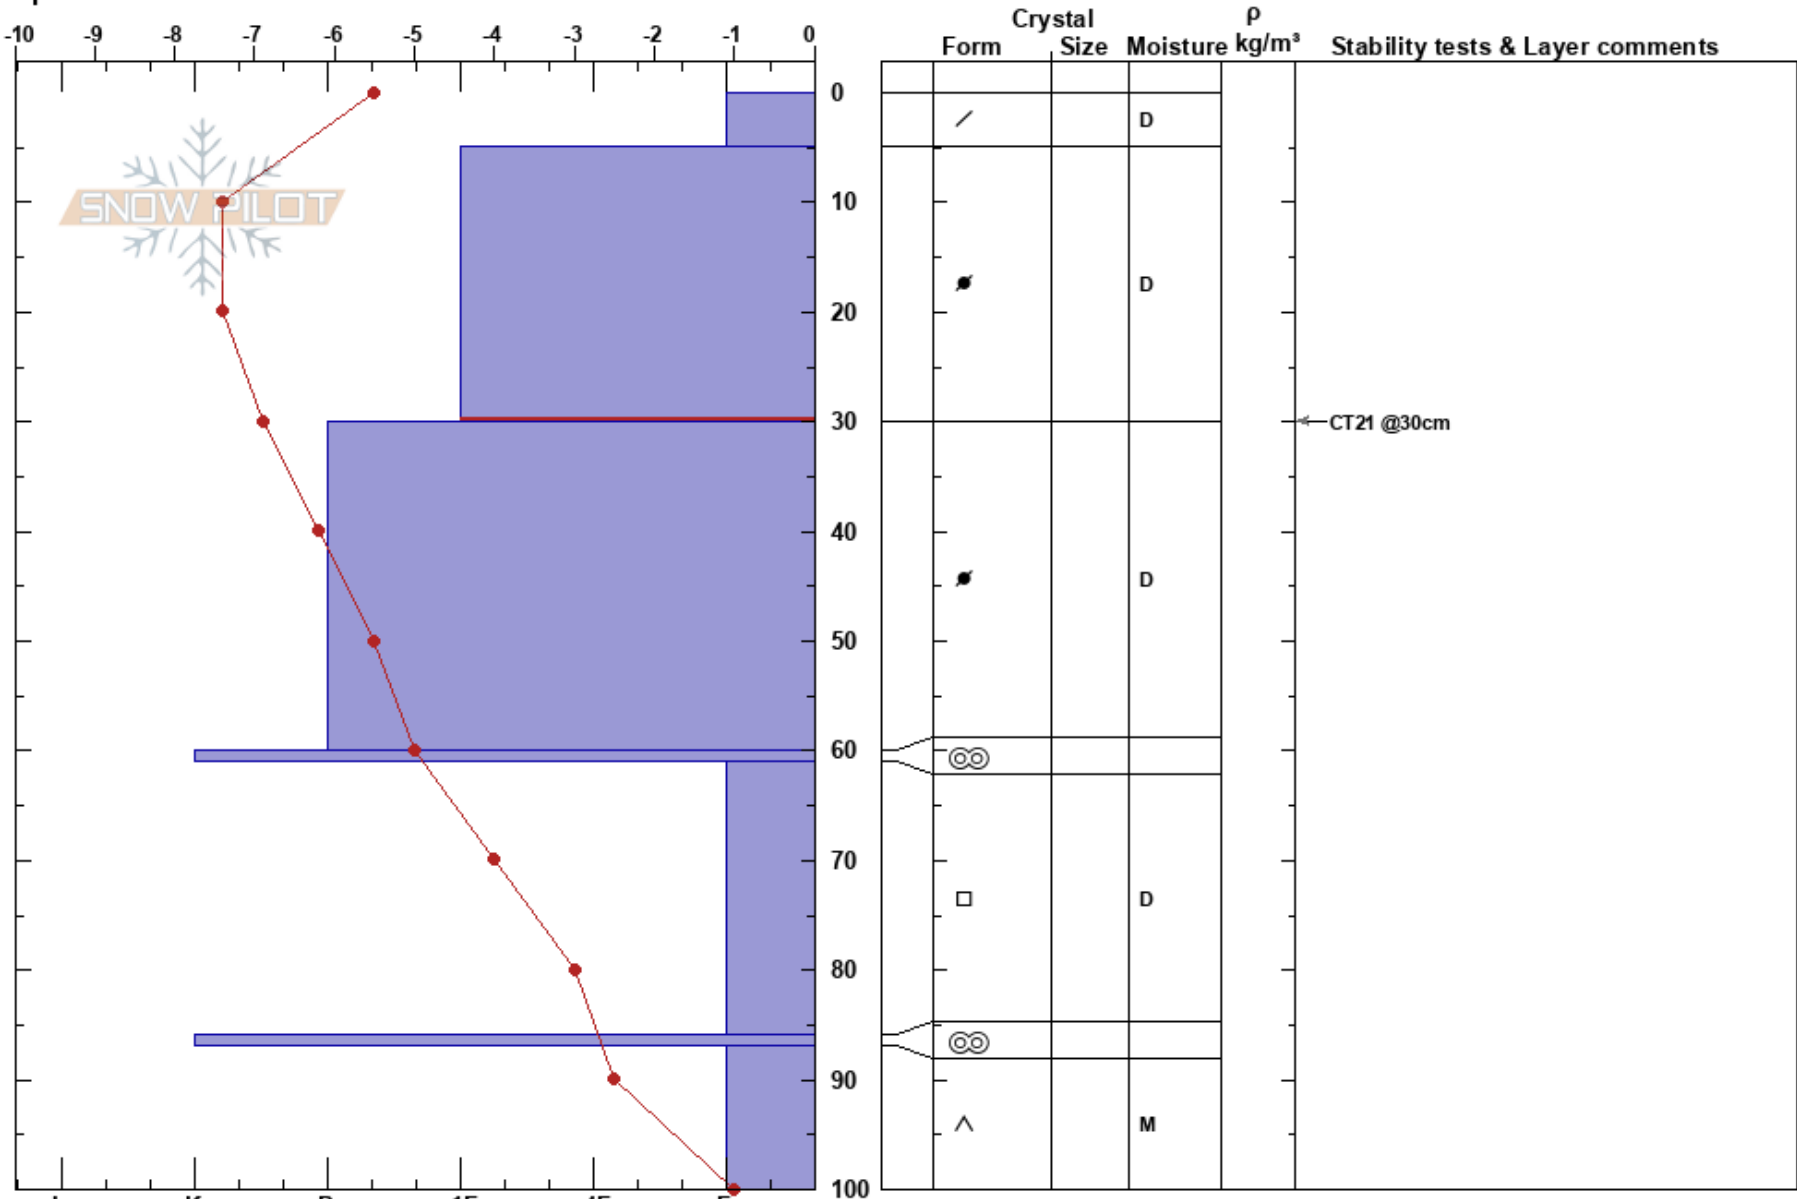 Crystal ρ
-10 -9 -8 -7 -6 -5 -4 -3 -2 -1 0 Form Size Moisture kg/m³ Stability tests & Layer comments
0
D
SNOW PILOT
10
D
20
30 CT21 @30cm
40
D
50
60
70
D
80
90
M
100